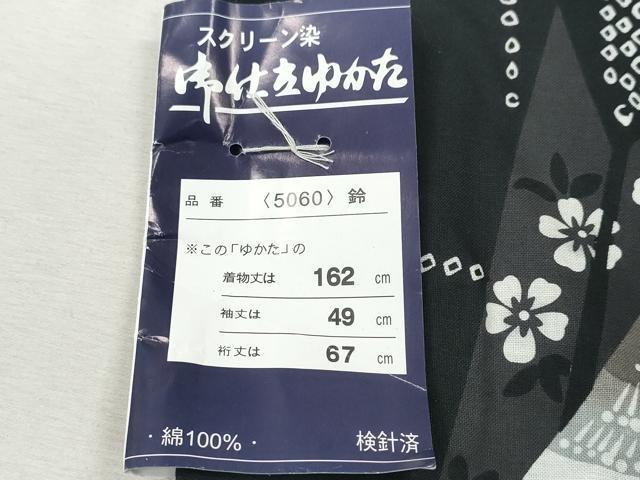 スクリーン染
御仕立ゆかた
品番 〈5060〉鈴
※この「ゆかた」の
着物丈は 162 cm
袖丈は 49 cm
裄丈は 67 cm
・綿100%・ 検針済